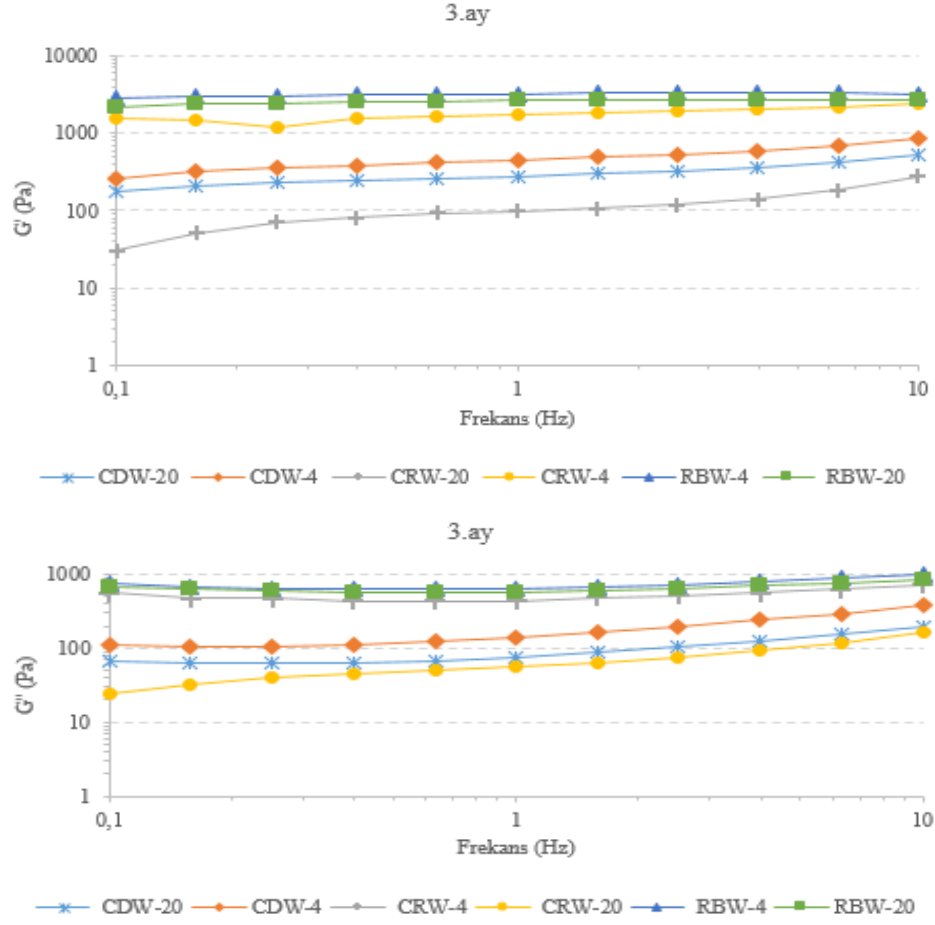 3.ay
10000
1000
100
10
1
G' (Pa)
0,1 1 10
Frekans (Hz)
CDW-20 CDW-4 CRW-20 CRW-4 RBW-4 RBW-20
3.ay
1000
100
10
1
G'' (Pa)
0,1 1 10
Frekans (Hz)
CDW-20 CDW-4 CRW-4 CRW-20 RBW-4 RBW-20